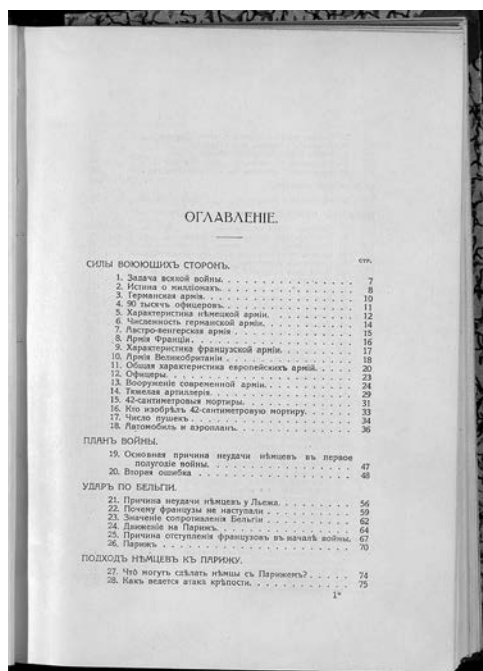 ОГЛАВЛЕНІЕ.
СТР.
СИЛЫ ВОЮЮЩИХЪ СТОРОНЪ.
1. Задача всякой войны. . . . . . . . . . . . . . . 7
2. Истина о милліонахъ. . . . . . . . . . . . . . . 8
3. Германская армія. . . . . . . . . . . . . . . 10
4. 90 тысячъ офицеровъ. . . . . . . . . . . . . . . 11
5. Характеристика нѣмецкой арміи. . . . . . . . . . . 12
6. Численность германской арміи. . . . . . . . . . . 14
7. Австро-венгерская армія . . . . . . . . . . . . . 15
8. Армія Франціи . . . . . . . . . . . . . . . 16
9. Характеристика французской арміи. . . . . . . . . . 17
10. Армія Великобританіи . . . . . . . . . . . . . 18
11. Общая характеристика европейскихъ армій. . . . . . 20
12. Офицеры. . . . . . . . . . . . . . . 23
13. Вооруженіе современной арміи. . . . . . . . . . . 24
14. Тяжелая артиллерія. . . . . . . . . . . . . . . 29
15. 42-сантиметровыя мортиры. . . . . . . . . . . . . 31
16. Кто изобрѣлъ 42-сантиметровую мортиру. . . . . . . 33
17. Число пушекъ . . . . . . . . . . . . . . . 34
18. Автомобиль и аэропланъ. . . . . . . . . . . . . 36
ПЛАНЪ ВОЙНЫ.
19. Основная причина неудачи нѣмцевъ въ первое
полугодіе войны. . . . . . . . . . . . . . . 47
20. Вторая ошибка . . . . . . . . . . . . . . . 48
УДАРЪ ПО БЕЛЬГІИ.
21. Причина неудачи нѣмцевъ у Льежа. . . . . . . . . . 56
22. Почему французы не наступали . . . . . . . . . . . 59
23. Значеніе сопротивленія Бельгіи . . . . . . . . . . 62
24. Движеніе на Парижъ. . . . . . . . . . . . . . . 64
25. Причина отступленія французовъ въ началѣ войны. 67
26. Парижъ . . . . . . . . . . . . . . . 70
ПОДХОДЪ НѢМЦЕВЪ КЪ ПАРИЖУ.
27. Что могутъ сдѣлать нѣмцы съ Парижемъ? . . . . . 74
28. Какъ ведется атака крѣпости. . . . . . . . . . . . 75
1*